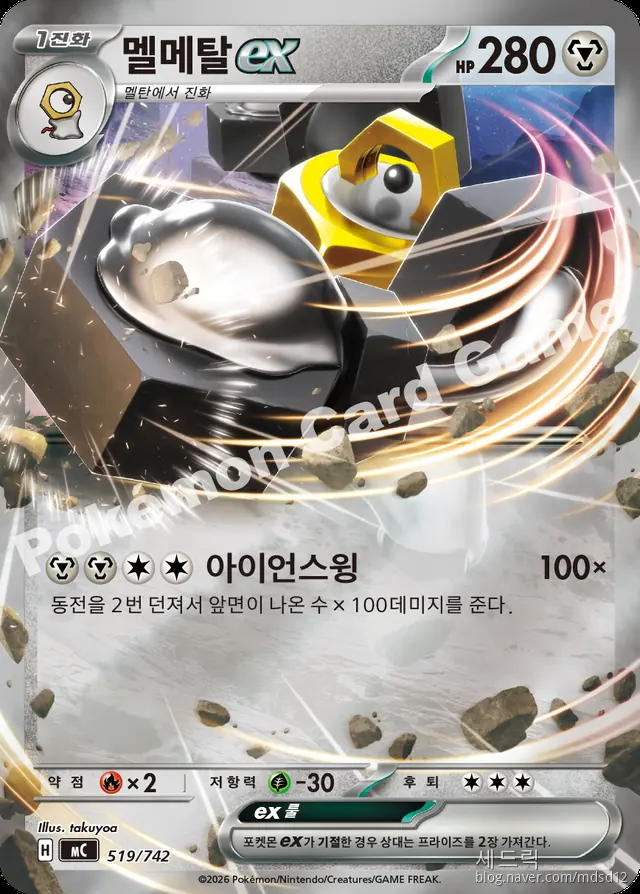 1진화
멜메탈 ex
HP 280
멜탄에서 진화
Pokémon Card Game
아이언스윙 100×
동전을 2번 던져서 앞면이 나온 수 × 100데미지를 준다.
약점 ×2 저항력 -30 후퇴
ex 룰
포켓몬 ex가 기절한 경우 상대는 프라이즈를 2장 가져간다.
Illus. takuyoa
H mC 519/742
세드릭
blog.naver.com/mdsd12
©2026 Pokémon/Nintendo/Creatures/GAME FREAK.